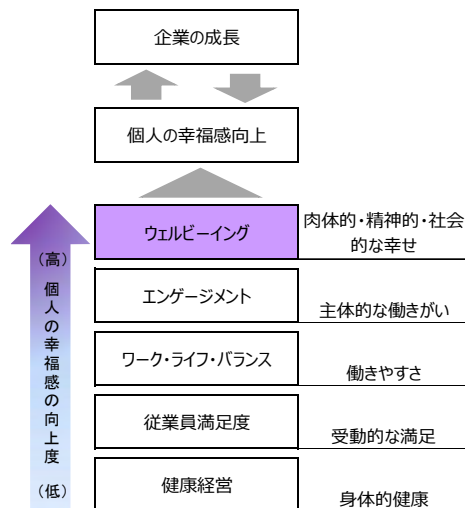 企業の成長
個人の幸福感向上
ウェルビーイング
肉体的・精神的・社会
的な幸せ
エンゲージメント
主体的な働きがい
ワーク・ライフ・バランス
働きやすさ
従業員満足度
受動的な満足
健康経営
身体的健康
（高）
個人の幸福感の向上度
（低）